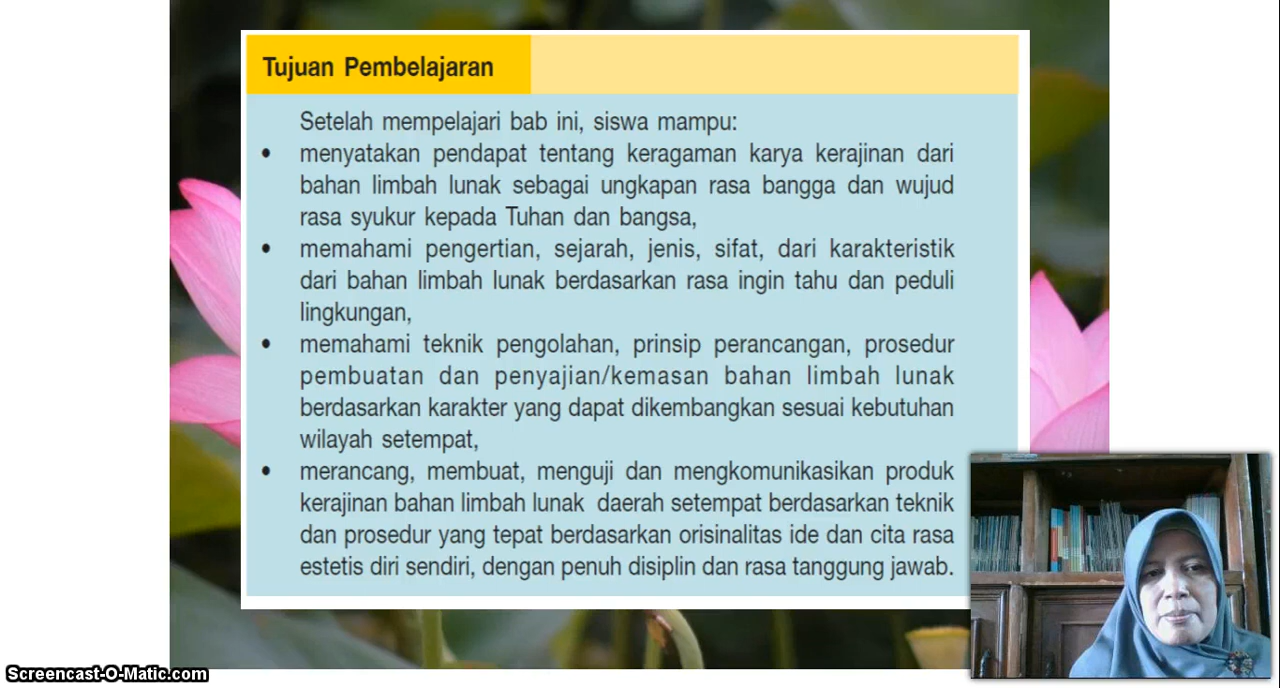 Tujuan Pembelajaran
Setelah mempelajari bab ini, siswa mampu:
• menyatakan pendapat tentang keragaman karya kerajinan dari
bahan limbah lunak sebagai ungkapan rasa bangga dan wujud
rasa syukur kepada Tuhan dan bangsa,
• memahami pengertian, sejarah, jenis, sifat, dari karakteristik
dari bahan limbah lunak berdasarkan rasa ingin tahu dan peduli
lingkungan,
• memahami teknik pengolahan, prinsip perancangan, prosedur
pembuatan dan penyajian/kemasan bahan limbah lunak
berdasarkan karakter yang dapat dikembangkan sesuai kebutuhan
wilayah setempat,
• merancang, membuat, menguji dan mengkomunikasikan produk
kerajinan bahan limbah lunak daerah setempat berdasarkan teknik
dan prosedur yang tepat berdasarkan orisinalitas ide dan cita rasa
estetis diri sendiri, dengan penuh disiplin dan rasa tanggung jawab.
Screencast-O-Matic.com